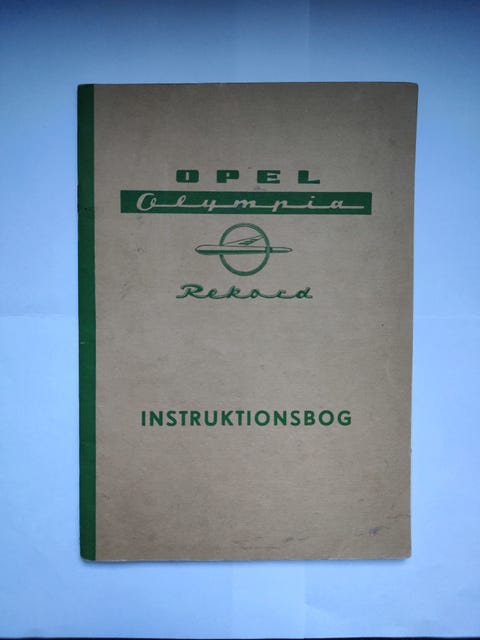 OPEL
Olympia
Rekord
INSTRUKTIONSBOG